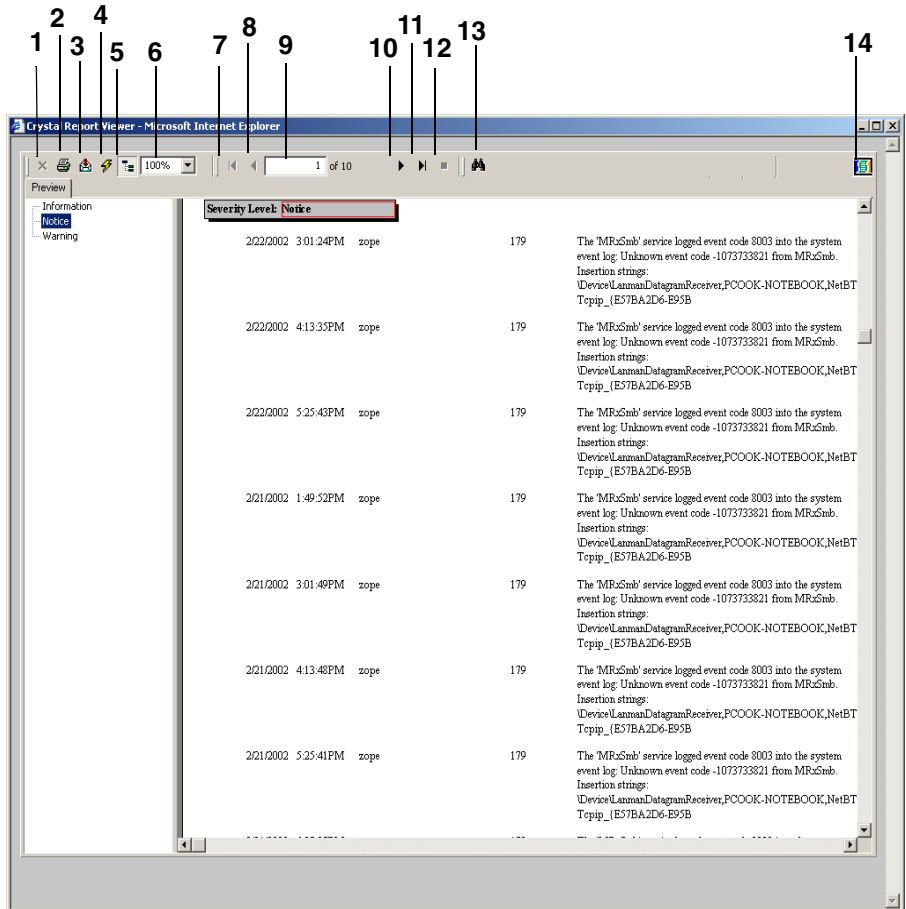 1 2 3 4 5 6 7 8 9 10 11 12 13 14
Crystal Report Viewer - Microsoft Internet Explorer
100% 1 of 10
Preview
Information
Notice
Warning
Severity Level: Notice
2/22/2002 3:01:24PM zope 179 The 'MRxSmb' service logged event code 8003 into the system
event log: Unknown event code -1073733821 from MRxSmb.
Insertion strings:
\Device\LanmanDatagramReceiver,PCOOK-NOTEBOOK,NetBT
Tcpip_{E57BA2D6-E95B
2/22/2002 4:13:35PM zope 179 The 'MRxSmb' service logged event code 8003 into the system
event log: Unknown event code -1073733821 from MRxSmb.
Insertion strings:
\Device\LanmanDatagramReceiver,PCOOK-NOTEBOOK,NetBT
Tcpip_{E57BA2D6-E95B
2/22/2002 5:25:43PM zope 179 The 'MRxSmb' service logged event code 8003 into the system
event log: Unknown event code -1073733821 from MRxSmb.
Insertion strings:
\Device\LanmanDatagramReceiver,PCOOK-NOTEBOOK,NetBT
Tcpip_{E57BA2D6-E95B
2/21/2002 1:49:52PM zope 179 The 'MRxSmb' service logged event code 8003 into the system
event log: Unknown event code -1073733821 from MRxSmb.
Insertion strings:
\Device\LanmanDatagramReceiver,PCOOK-NOTEBOOK,NetBT
Tcpip_{E57BA2D6-E95B
2/21/2002 3:01:49PM zope 179 The 'MRxSmb' service logged event code 8003 into the system
event log: Unknown event code -1073733821 from MRxSmb.
Insertion strings:
\Device\LanmanDatagramReceiver,PCOOK-NOTEBOOK,NetBT
Tcpip_{E57BA2D6-E95B
2/21/2002 4:13:48PM zope 179 The 'MRxSmb' service logged event code 8003 into the system
event log: Unknown event code -1073733821 from MRxSmb.
Insertion strings:
\Device\LanmanDatagramReceiver,PCOOK-NOTEBOOK,NetBT
Tcpip_{E57BA2D6-E95B
2/21/2002 5:25:41PM zope 179 The 'MRxSmb' service logged event code 8003 into the system
event log: Unknown event code -1073733821 from MRxSmb.
Insertion strings:
\Device\LanmanDatagramReceiver,PCOOK-NOTEBOOK,NetBT
Tcpip_{E57BA2D6-E95B